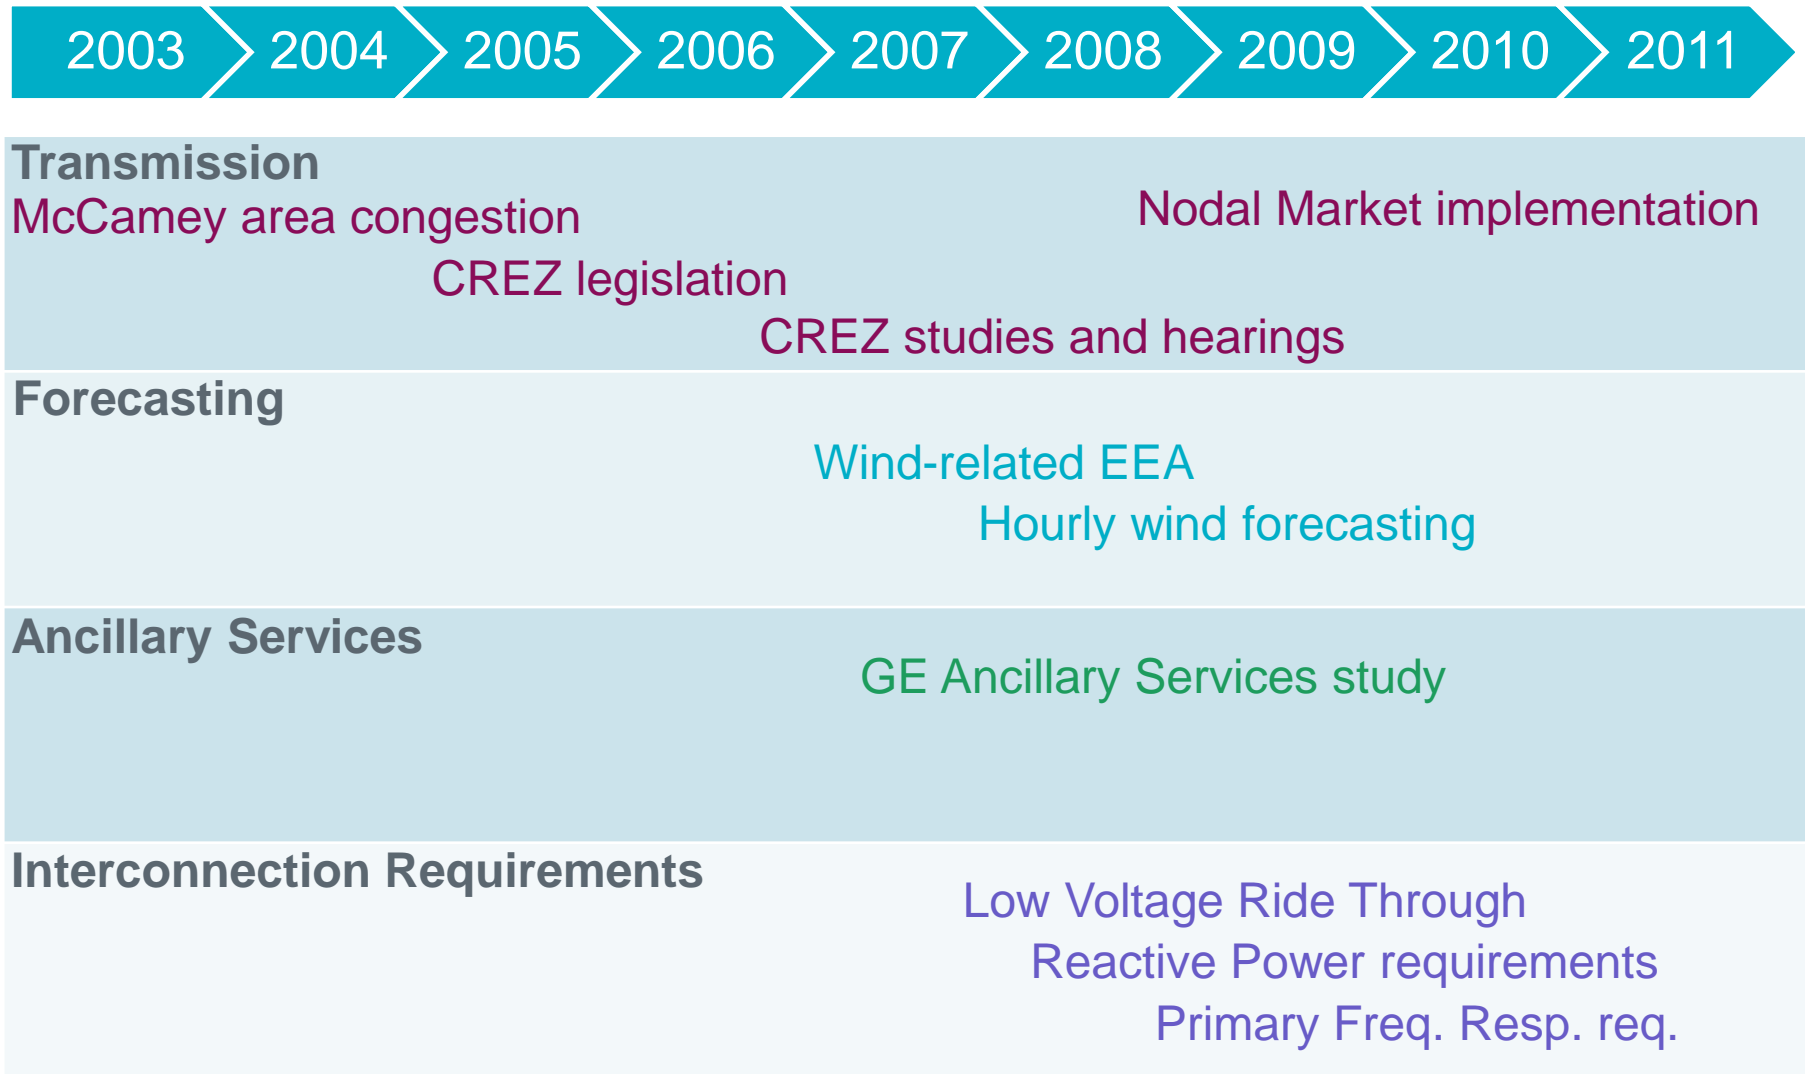 2003 2004 2005 2006 2007 2008 2009 2010 2011
Transmission
McCamey area congestion
Nodal Market implementation
CREZ legislation
CREZ studies and hearings
Forecasting
Wind-related EEA
Hourly wind forecasting
Ancillary Services
GE Ancillary Services study
Interconnection Requirements
Low Voltage Ride Through
Reactive Power requirements
Primary Freq. Resp. req.